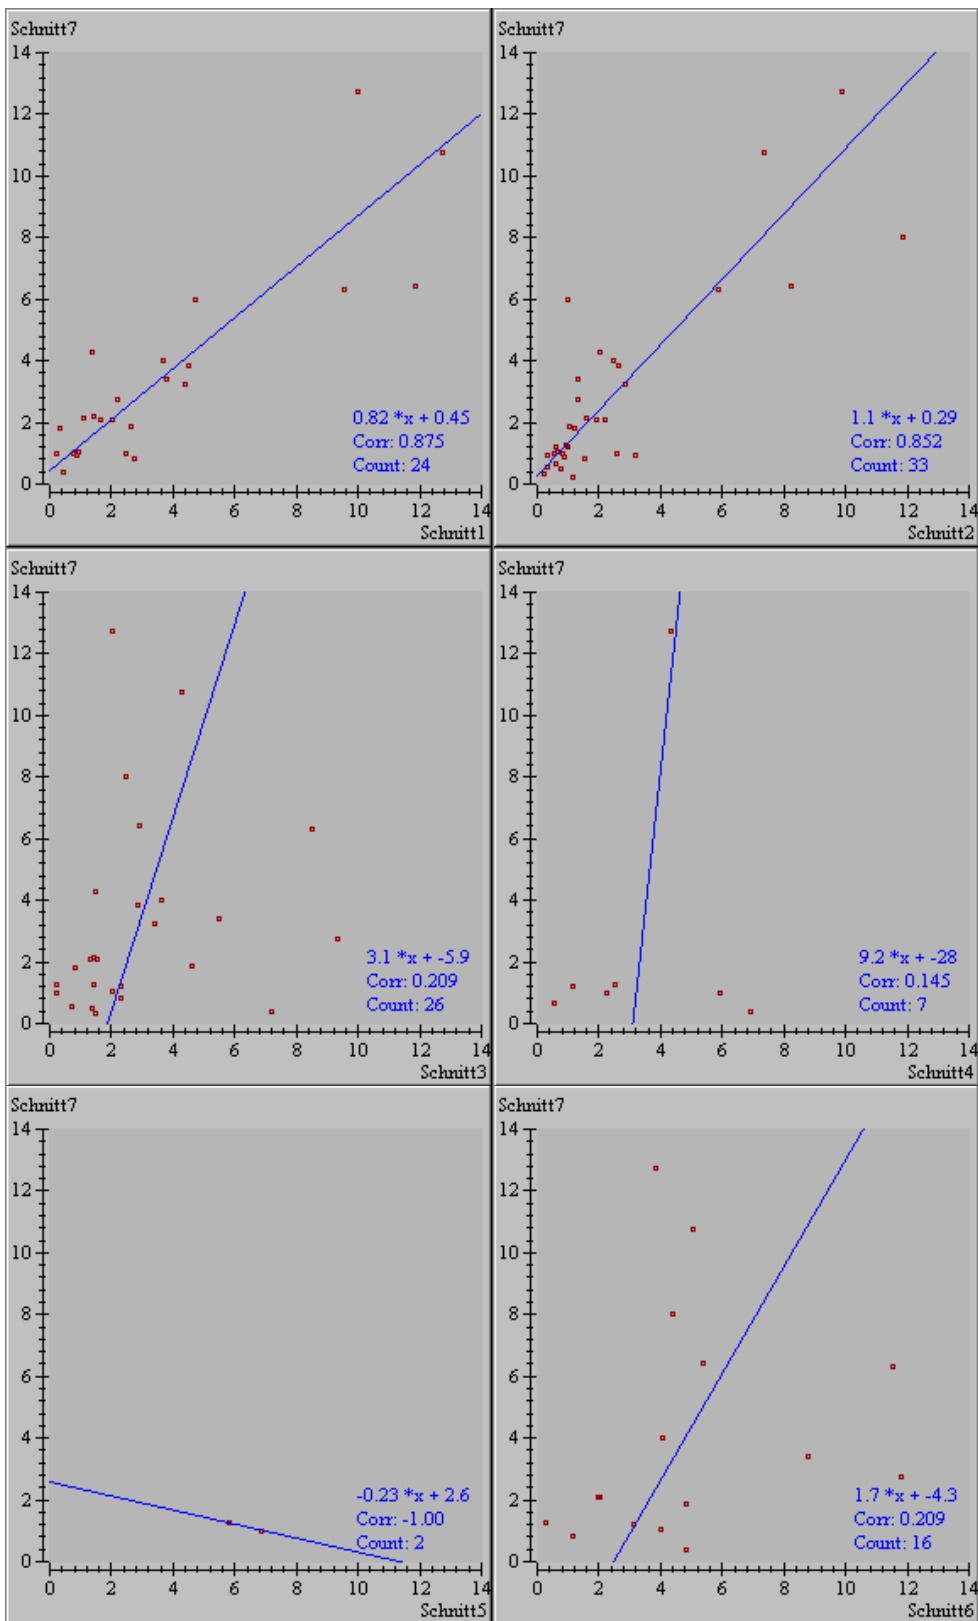 Schnitt7
14
12
10
8
6
4
2
0
0.82 *x + 0.45
Corr: 0.875
Count: 24
0 2 4 6 8 10 12 14
Schnitt1
Schnitt7
14
12
10
8
6
4
2
0
1.1 *x + 0.29
Corr: 0.852
Count: 33
0 2 4 6 8 10 12 14
Schnitt2
Schnitt7
14
12
10
8
6
4
2
0
3.1 *x + -5.9
Corr: 0.209
Count: 26
0 2 4 6 8 10 12 14
Schnitt3
Schnitt7
14
12
10
8
6
4
2
0
9.2 *x + -28
Corr: 0.145
Count: 7
0 2 4 6 8 10 12 14
Schnitt4
Schnitt7
14
12
10
8
6
4
2
0
-0.23 *x + 2.6
Corr: -1.00
Count: 2
0 2 4 6 8 10 12 14
Schnitt5
Schnitt7
14
12
10
8
6
4
2
0
1.7 *x + -4.3
Corr: 0.209
Count: 16
0 2 4 6 8 10 12 14
Schnitt6